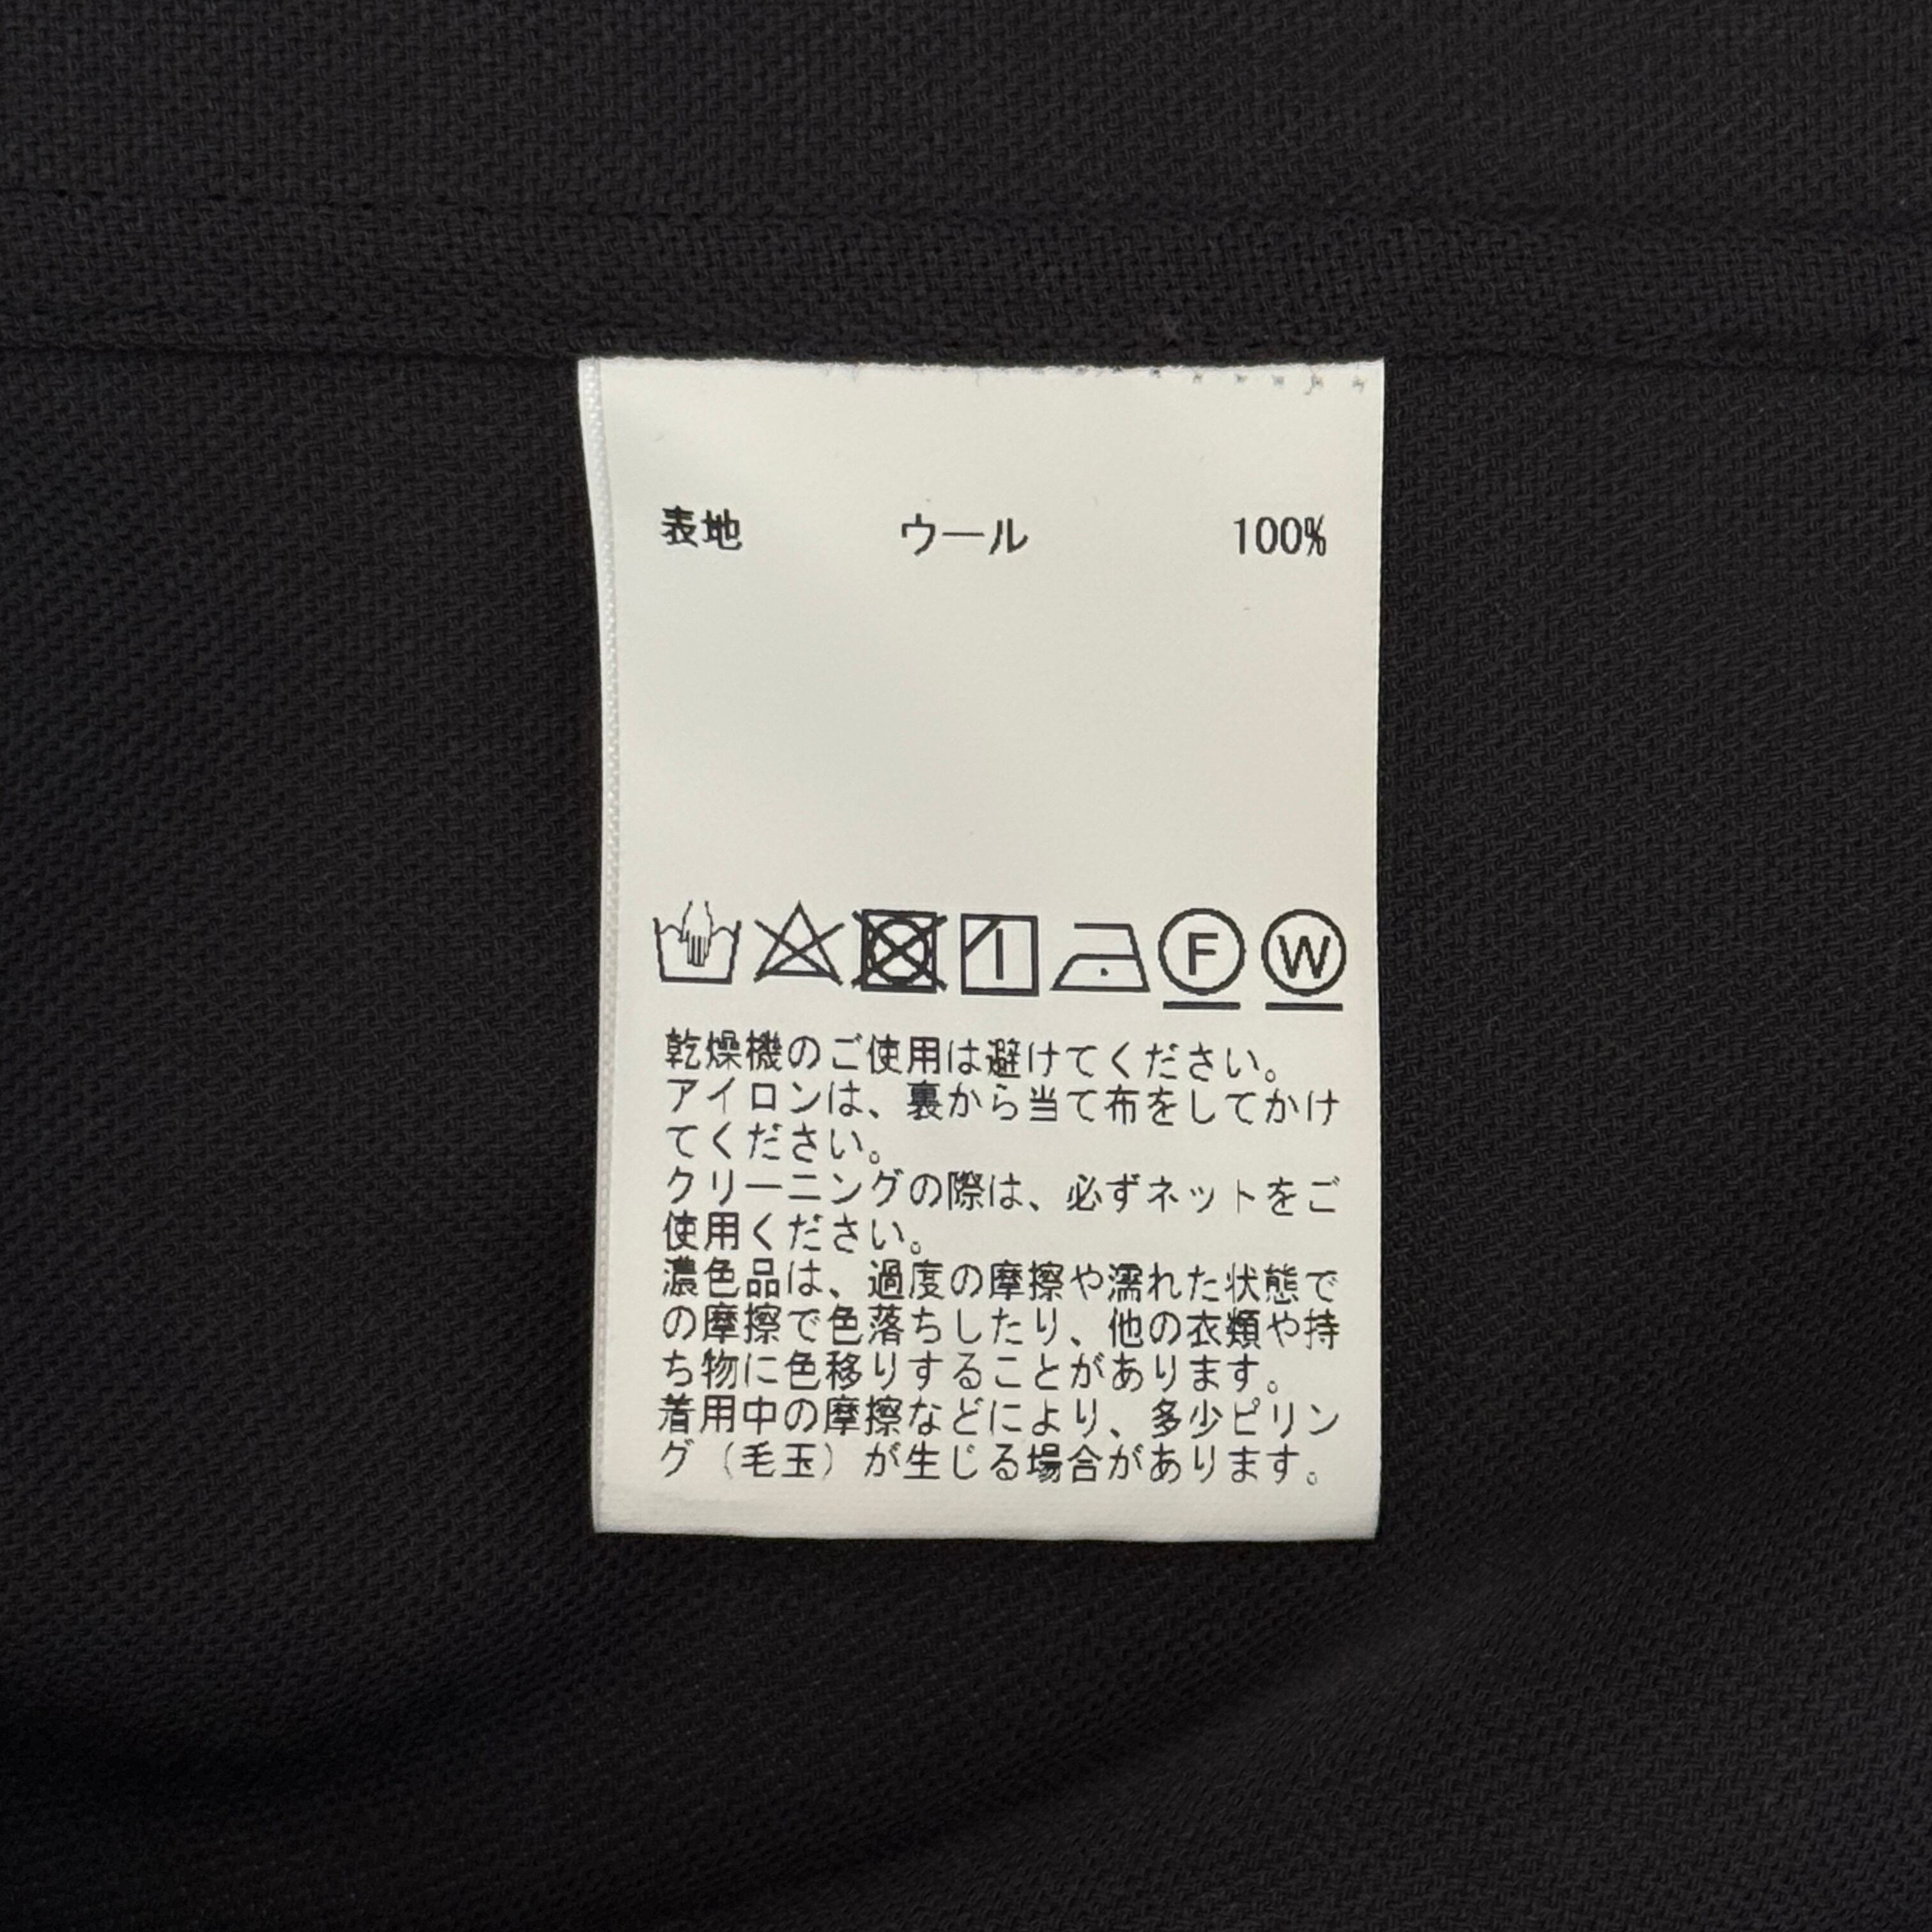 表地 ウール 100%
F W
乾燥機のご使用は避けてください。
アイロンは、裏から当て布をしてかけ
てください。
クリーニングの際は、必ずネットをご
使用ください。
濃色品は、過度の摩擦や濡れた状態で
の摩擦で色落ちしたり、他の衣類や持
ち物に色移りすることがあります。
着用中の摩擦などにより、多少ピリン
グ（毛玉）が生じる場合があります。